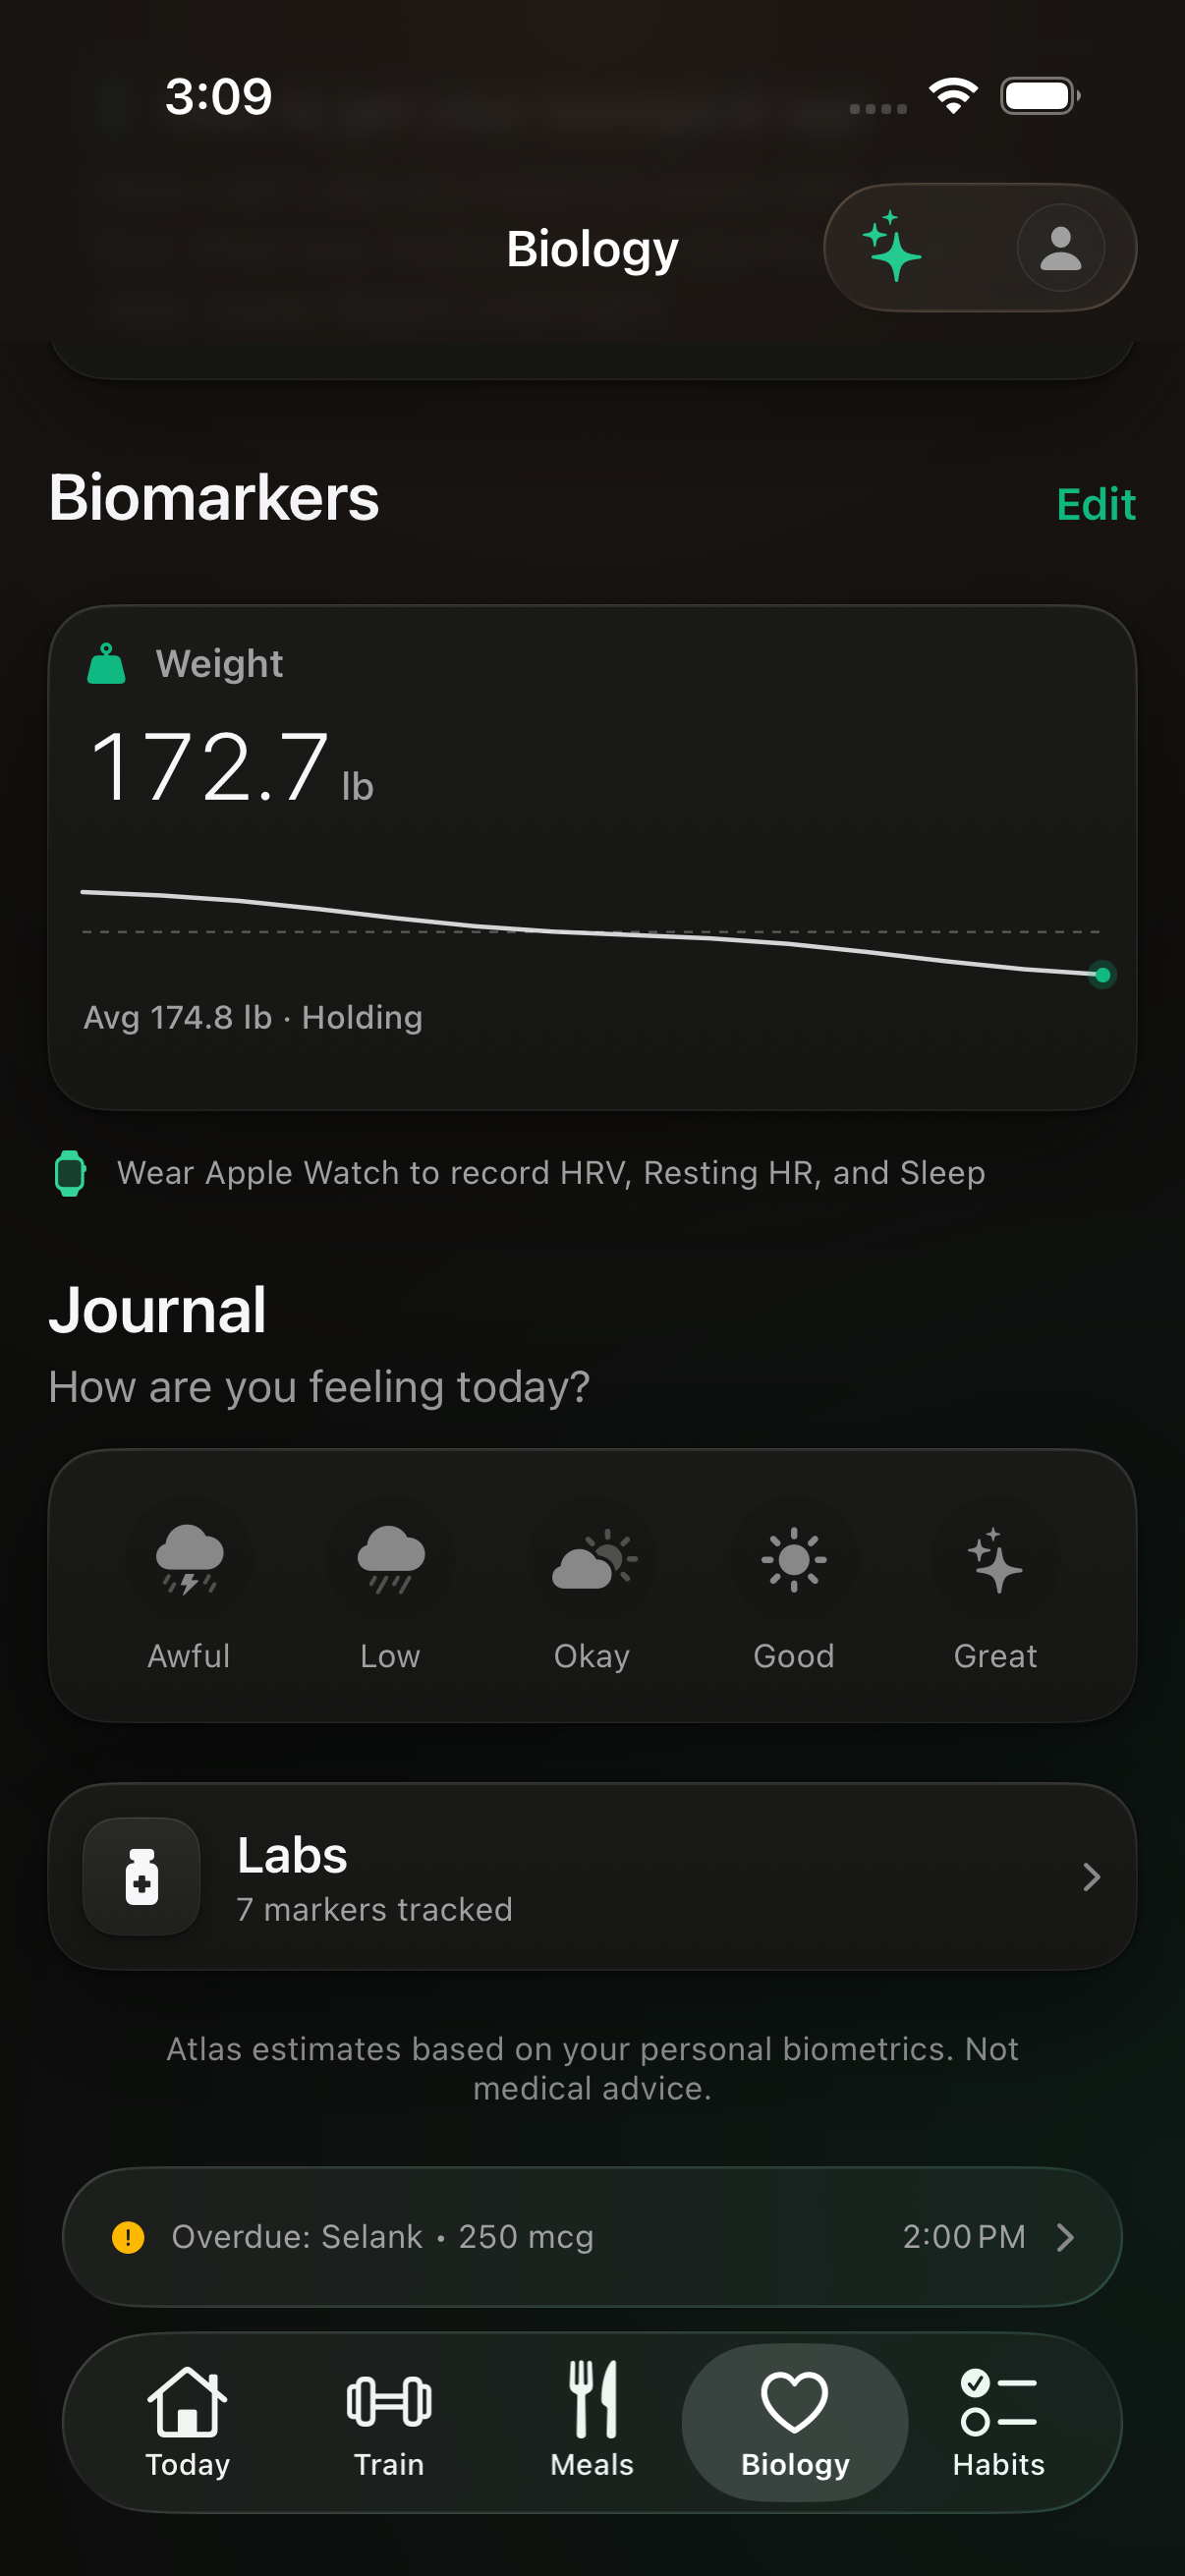 3:09
Biology
Biomarkers
Edit
Weight
172.7 lb
Avg 174.8 lb · Holding
Wear Apple Watch to record HRV, Resting HR, and Sleep
Journal
How are you feeling today?
Awful
Low
Okay
Good
Great
Labs
7 markers tracked
Atlas estimates based on your personal biometrics. Not
medical advice.
Overdue: Selank • 250 mcg
2:00 PM
Today
Train
Meals
Biology
Habits